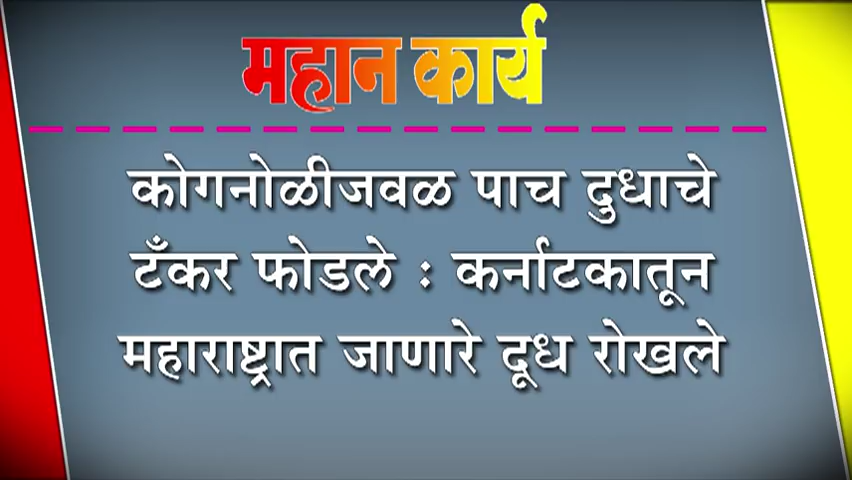 महान कार्य
कोगनोळीजवळ पाच दुधाचे
टँकर फोडले : कर्नाटकातून
महाराष्ट्रात जाणारे दूध रोखले